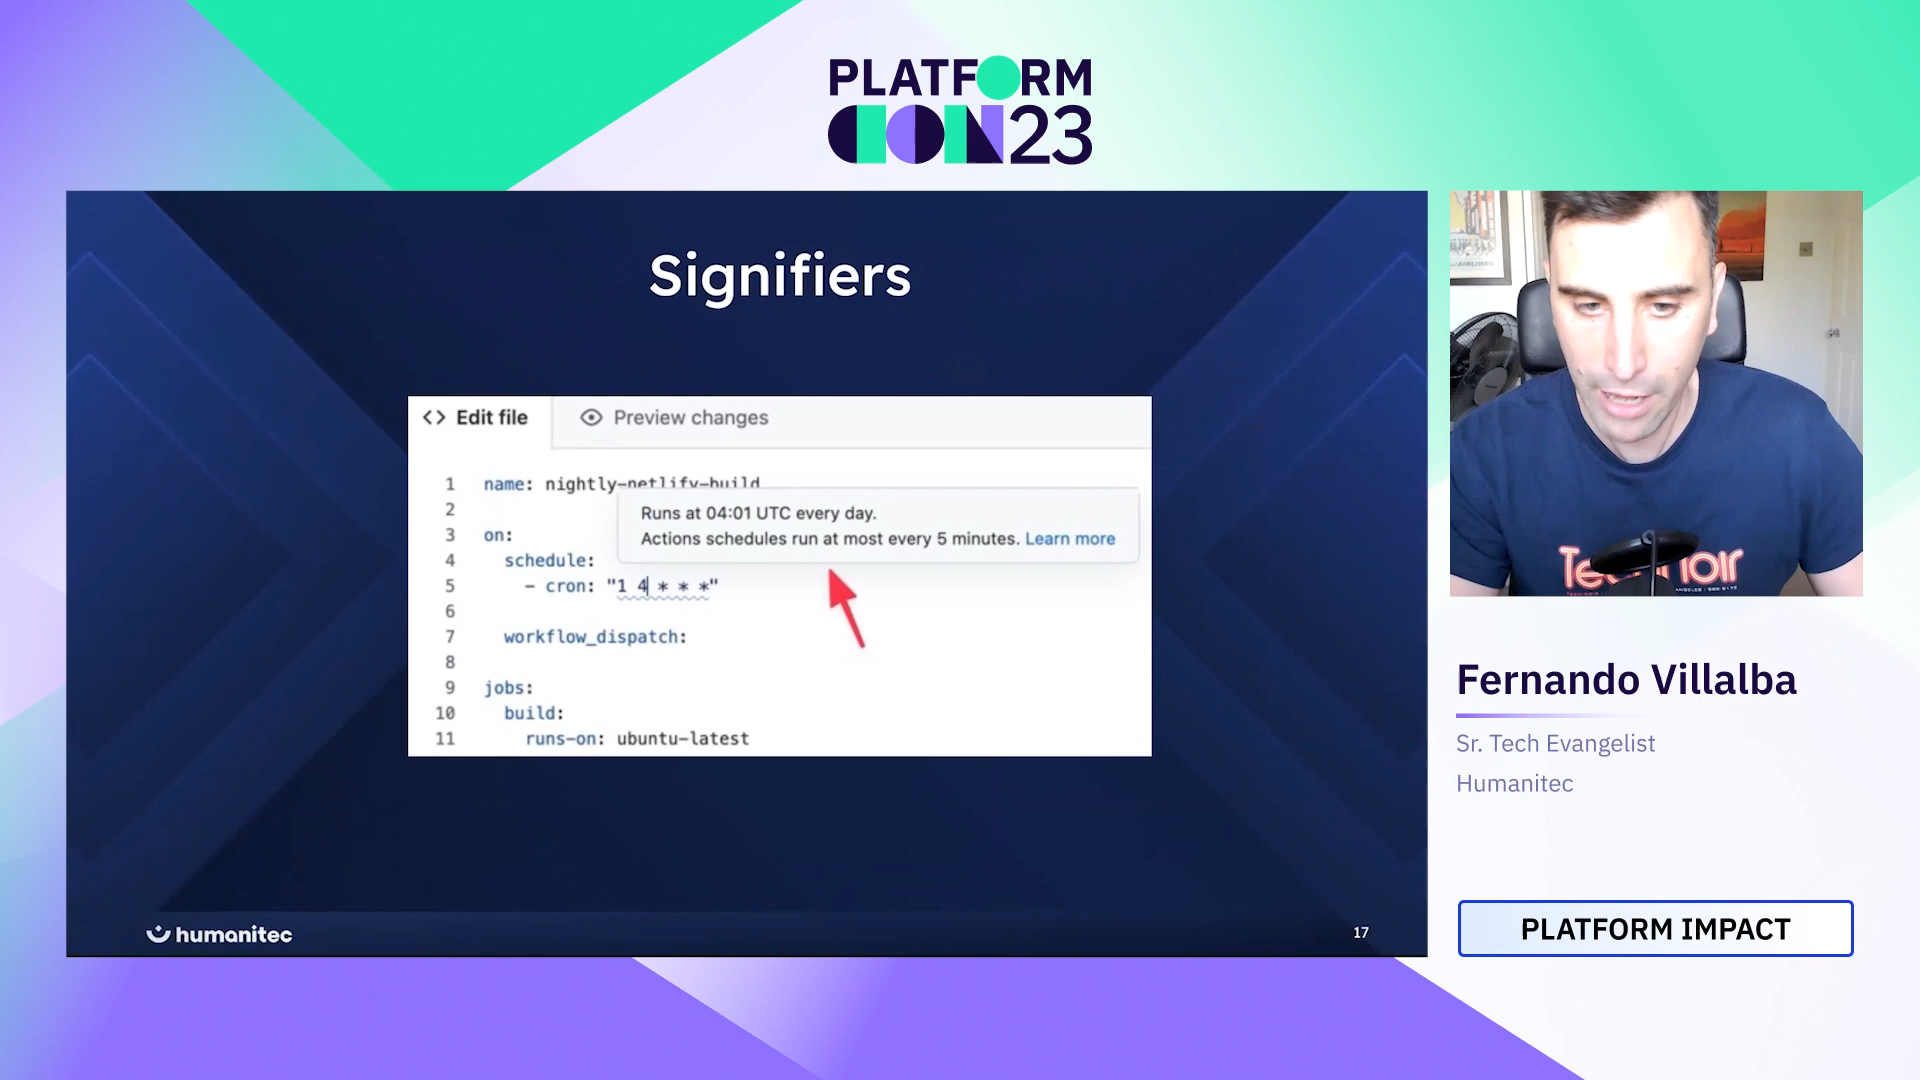 PLATFORM
CON23
Signifiers
<> Edit file
Preview changes
1 name: nightly-netlify-build
2
3 on:
4 schedule:
5 - cron: "1 4 * * *"
6
7 workflow_dispatch:
8
9 jobs:
10 build:
11 runs-on: ubuntu-latest
Runs at 04:01 UTC every day.
Actions schedules run at most every 5 minutes. Learn more
humanitec
17
Fernando Villalba
Sr. Tech Evangelist
Humanitec
PLATFORM IMPACT